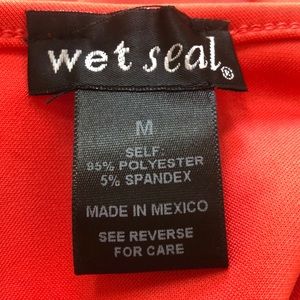 wet seal®
M
SELF:
95% POLYESTER
5% SPANDEX
MADE IN MEXICO
SEE REVERSE
FOR CARE